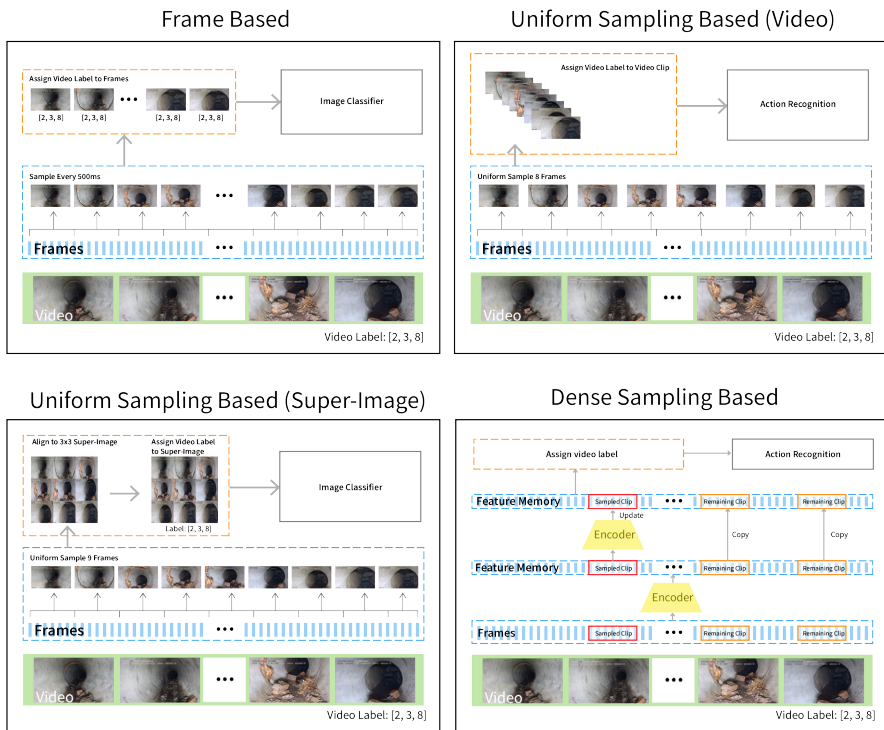 Frame Based
Assign Video Label to Frames
[2, 3, 8]
[2, 3, 8]
[2, 3, 8]
[2, 3, 8]
Image Classifier
Sample Every 500ms
Frames
Video
Video Label: [2, 3, 8]
Uniform Sampling Based (Video)
Assign Video Label to Video Clip
Action Recognition
Uniform Sample 8 Frames
Frames
Video
Video Label: [2, 3, 8]
Uniform Sampling Based (Super-Image)
Align to 3x3 Super-Image
Assign Video Label
to Super-Image
Label: [2, 3, 8]
Image Classifier
Uniform Sample 9 Frames
Frames
Video
Video Label: [2, 3, 8]
Dense Sampling Based
Assign video label
Action Recognition
Feature Memory
Sampled Clip
Remaining Clip
Remaining Clip
Update
Encoder
Copy
Copy
Feature Memory
Sampled Clip
Remaining Clip
Remaining Clip
Encoder
Frames
Sampled Clip
Remaining Clip
Remaining Clip
Video
Video Label: [2, 3, 8]